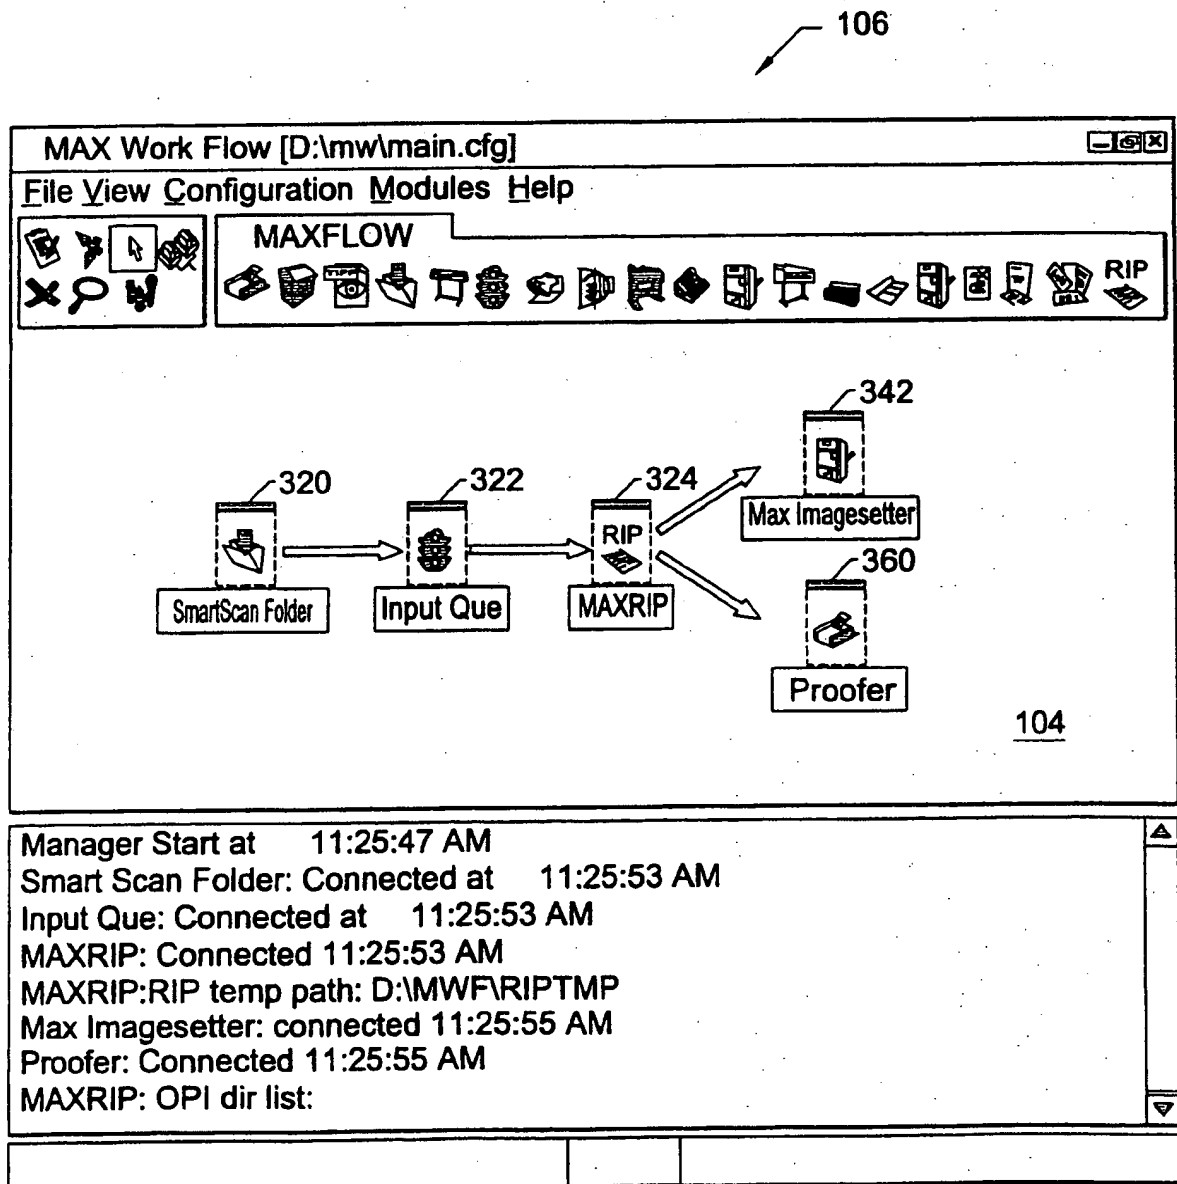 106
MAX Work Flow [D:\mw\main.cfg]
File View Configuration Modules Help
MAXFLOW
TIFF
RIP
342
320
322
324
RIP
Max Imagesetter
360
SmartScan Folder
Input Que
MAXRIP
Proofer
104
Manager Start at 11:25:47 AM
Smart Scan Folder: Connected at 11:25:53 AM
Input Que: Connected at 11:25:53 AM
MAXRIP: Connected 11:25:53 AM
MAXRIP:RIP temp path: D:\MWF\RIPTMP
Max Imagesetter: connected 11:25:55 AM
Proofer: Connected 11:25:55 AM
MAXRIP: OPI dir list: